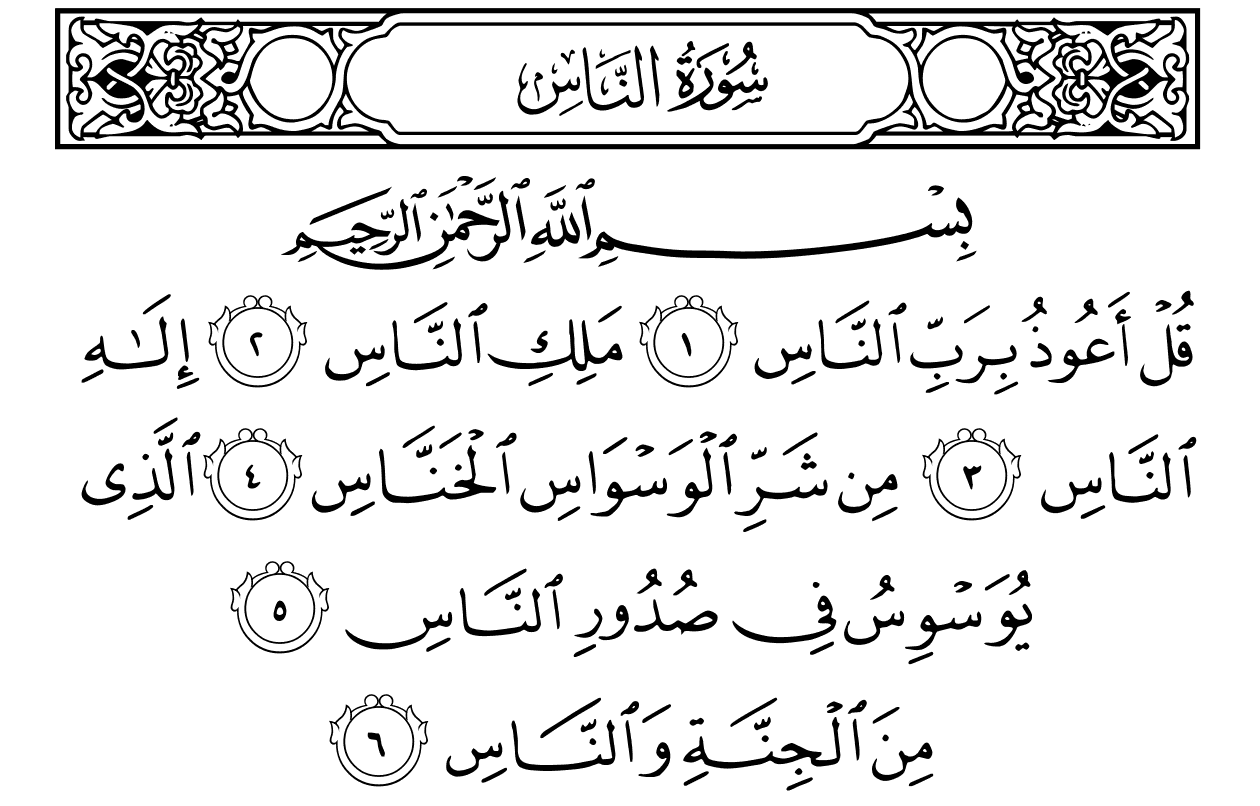 سُورَةُ النَّاسِ
بِسْمِ ٱللَّهِ ٱلرَّحْمَٰنِ ٱلرَّحِيمِ
قُلْ أَعُوذُ بِرَبِّ ٱلنَّاسِ ١ مَلِكِ ٱلنَّاسِ ٢ إِلَٰهِ
ٱلنَّاسِ ٣ مِن شَرِّ ٱلْوَسْوَاسِ ٱلْخَنَّاسِ ٤ ٱلَّذِى
يُوَسْوِسُ فِى صُدُورِ ٱلنَّاسِ ٥
مِنَ ٱلْجِنَّةِ وَٱلنَّاسِ ٦